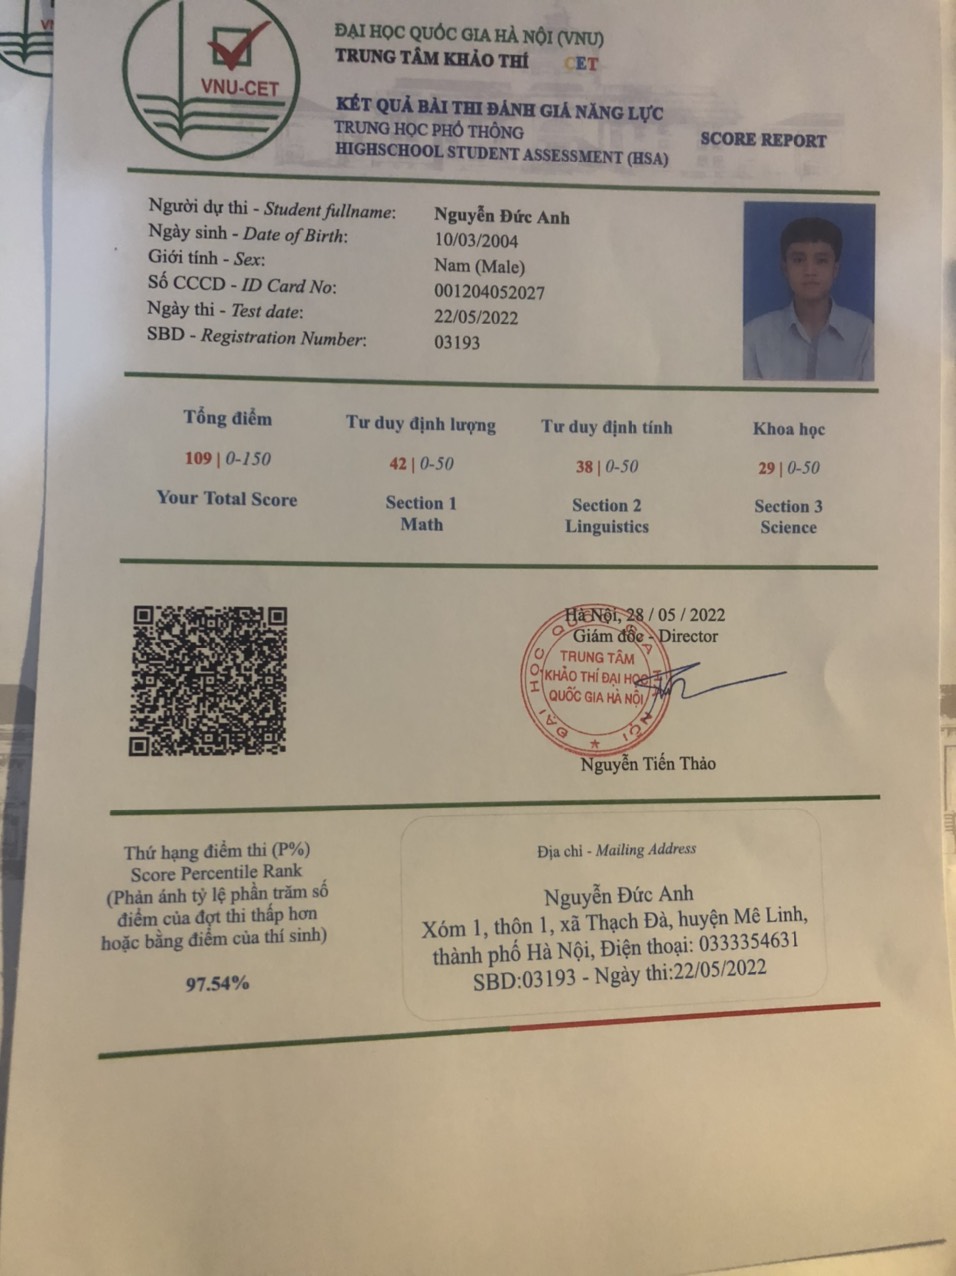 VNU-CET
ĐẠI HỌC QUỐC GIA HÀ NỘI (VNU)
TRUNG TÂM KHẢO THÍ CET
KẾT QUẢ BÀI THI ĐÁNH GIÁ NĂNG LỰC
TRUNG HỌC PHỔ THÔNG
HIGHSCHOOL STUDENT ASSESSMENT (HSA)
SCORE REPORT
Người dự thi - Student fullname: Nguyễn Đức Anh
Ngày sinh - Date of Birth: 10/03/2004
Giới tính - Sex: Nam (Male)
Số CCCD - ID Card No: 001204052027
Ngày thi - Test date: 22/05/2022
SBD - Registration Number: 03193
Tổng điểm Tư duy định lượng Tư duy định tính Khoa học
109 | 0-150 42 | 0-50 38 | 0-50 29 | 0-50
Your Total Score Section 1 Section 2 Section 3
Math Linguistics Science
Hà Nội, 28 / 05 / 2022
Giám đốc - Director
ĐẠI HỌC QUỐC GIA HÀ NỘI
TRUNG TÂM
KHẢO THÍ ĐẠI HỌC
QUỐC GIA HÀ NỘI
Nguyễn Tiến Thảo
Thứ hạng điểm thi (P%)
Score Percentile Rank
(Phản ánh tỷ lệ phần trăm số
điểm của đợt thi thấp hơn
hoặc bằng điểm của thí sinh)
97.54%
Địa chỉ - Mailing Address
Nguyễn Đức Anh
Xóm 1, thôn 1, xã Thạch Đà, huyện Mê Linh,
thành phố Hà Nội, Điện thoại: 0333354631
SBD:03193 - Ngày thi:22/05/2022